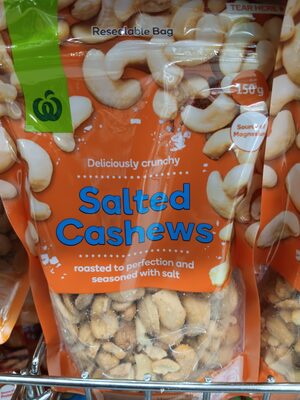 TEAR HERE
Resealable Bag
150g
Source of
Magnesium
Deliciously crunchy
Salted
Cashews
roasted to perfection and
seasoned with salt